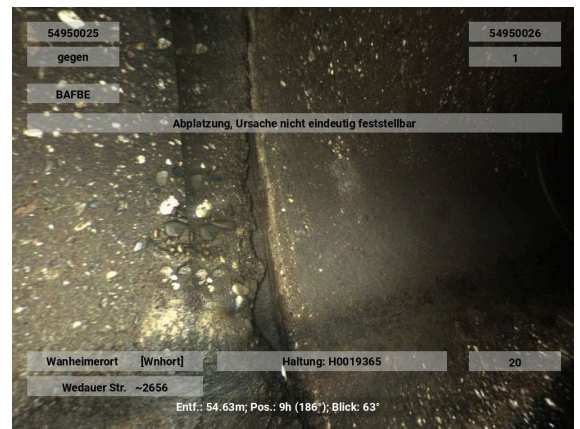 54950025 54950026
gegen 1
BAFBE
Abplatzung, Ursache nicht eindeutig feststellbar
Wanheimerort [Wnhort] Haltung: H0019365 20
Wedauer Str. ~2656
Entf.: 54.63m; Pos.: 9h (186°); Blick: 63°